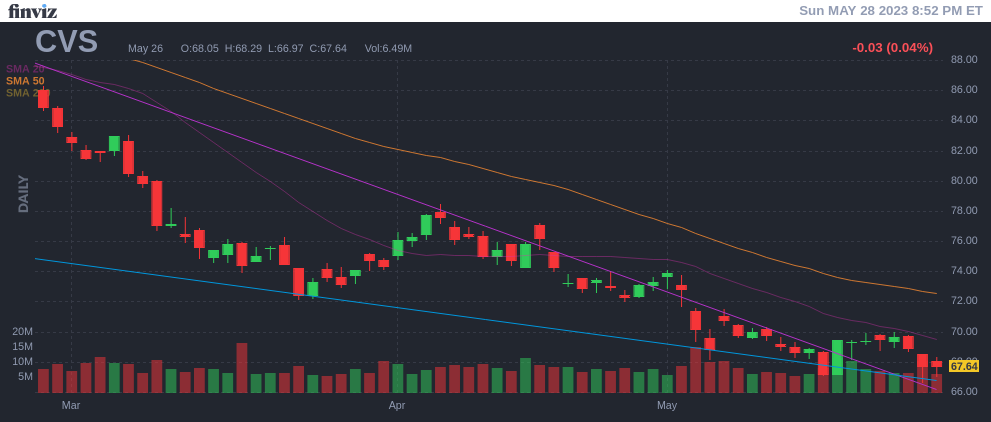 finviz
Sun MAY 28 2023 8:52 PM ET
CVS
May 26 O:68.05 H:68.29 L:66.97 C:67.64 Vol:6.49M
-0.03 (0.04%)
SMA 20
SMA 50
SMA 200
DAILY
88.00
86.00
84.00
82.00
80.00
78.00
76.00
74.00
72.00
70.00
68.00
67.64
66.00
20M
15M
10M
5M
Mar Apr May